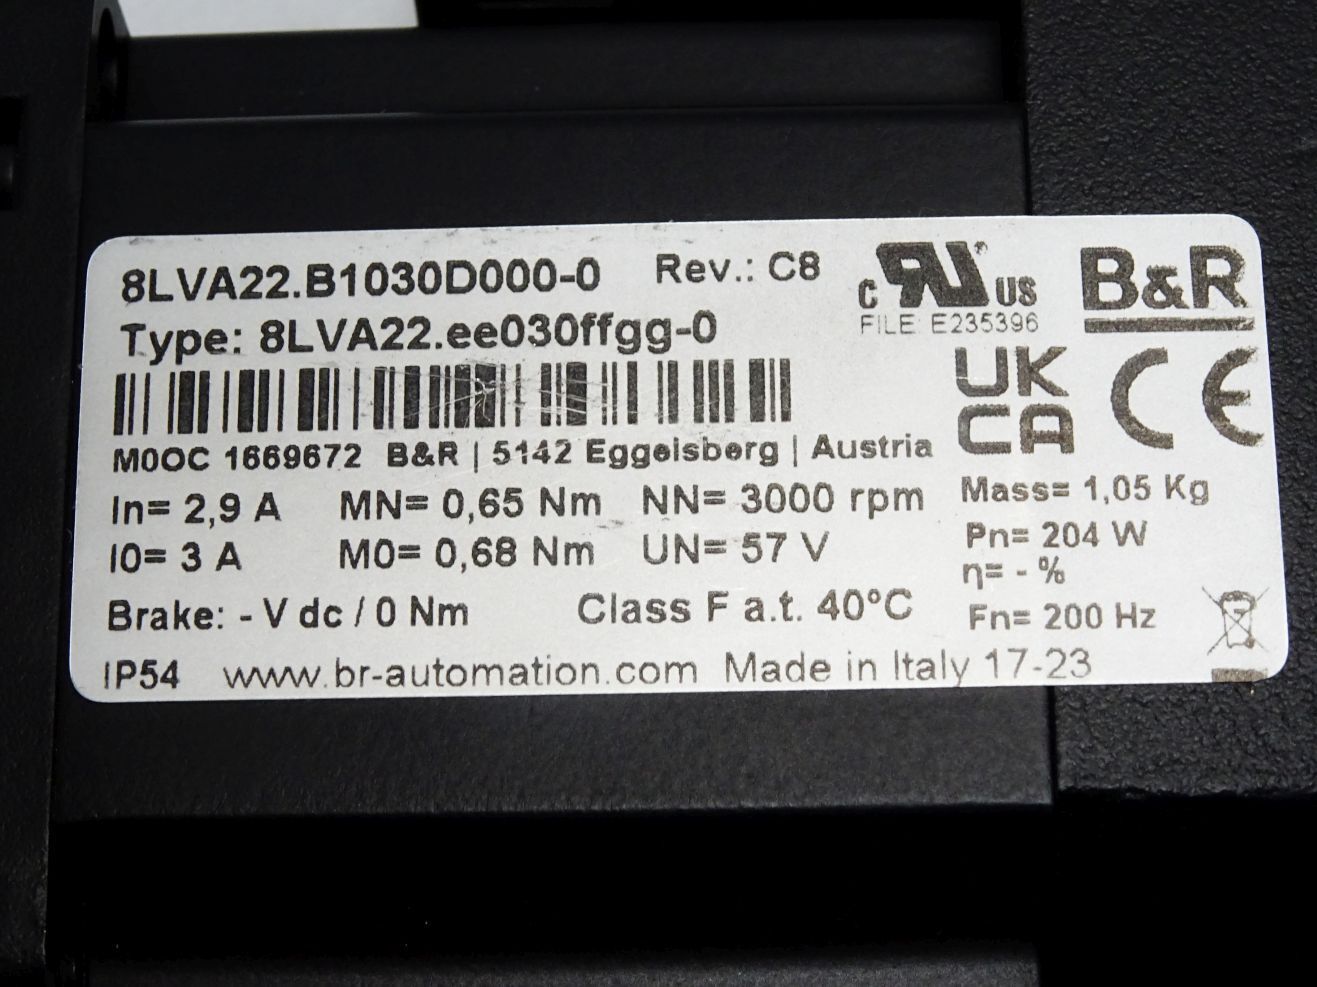 8LVA22.B1030D000-0 Rev.: C8
c RU US
FILE: E235396
B&R
Type: 8LVA22.ee030ffgg-0
UK
CA
CE
M0OC 1669672 B&R | 5142 Eggelsberg | Austria
In= 2,9 A MN= 0,65 Nm NN= 3000 rpm Mass= 1,05 Kg
I0= 3 A M0= 0,68 Nm UN= 57 V Pn= 204 W
η= - %
Brake: - V dc / 0 Nm Class F a.t. 40°C Fn= 200 Hz
IP54 www.br-automation.com Made in Italy 17-23